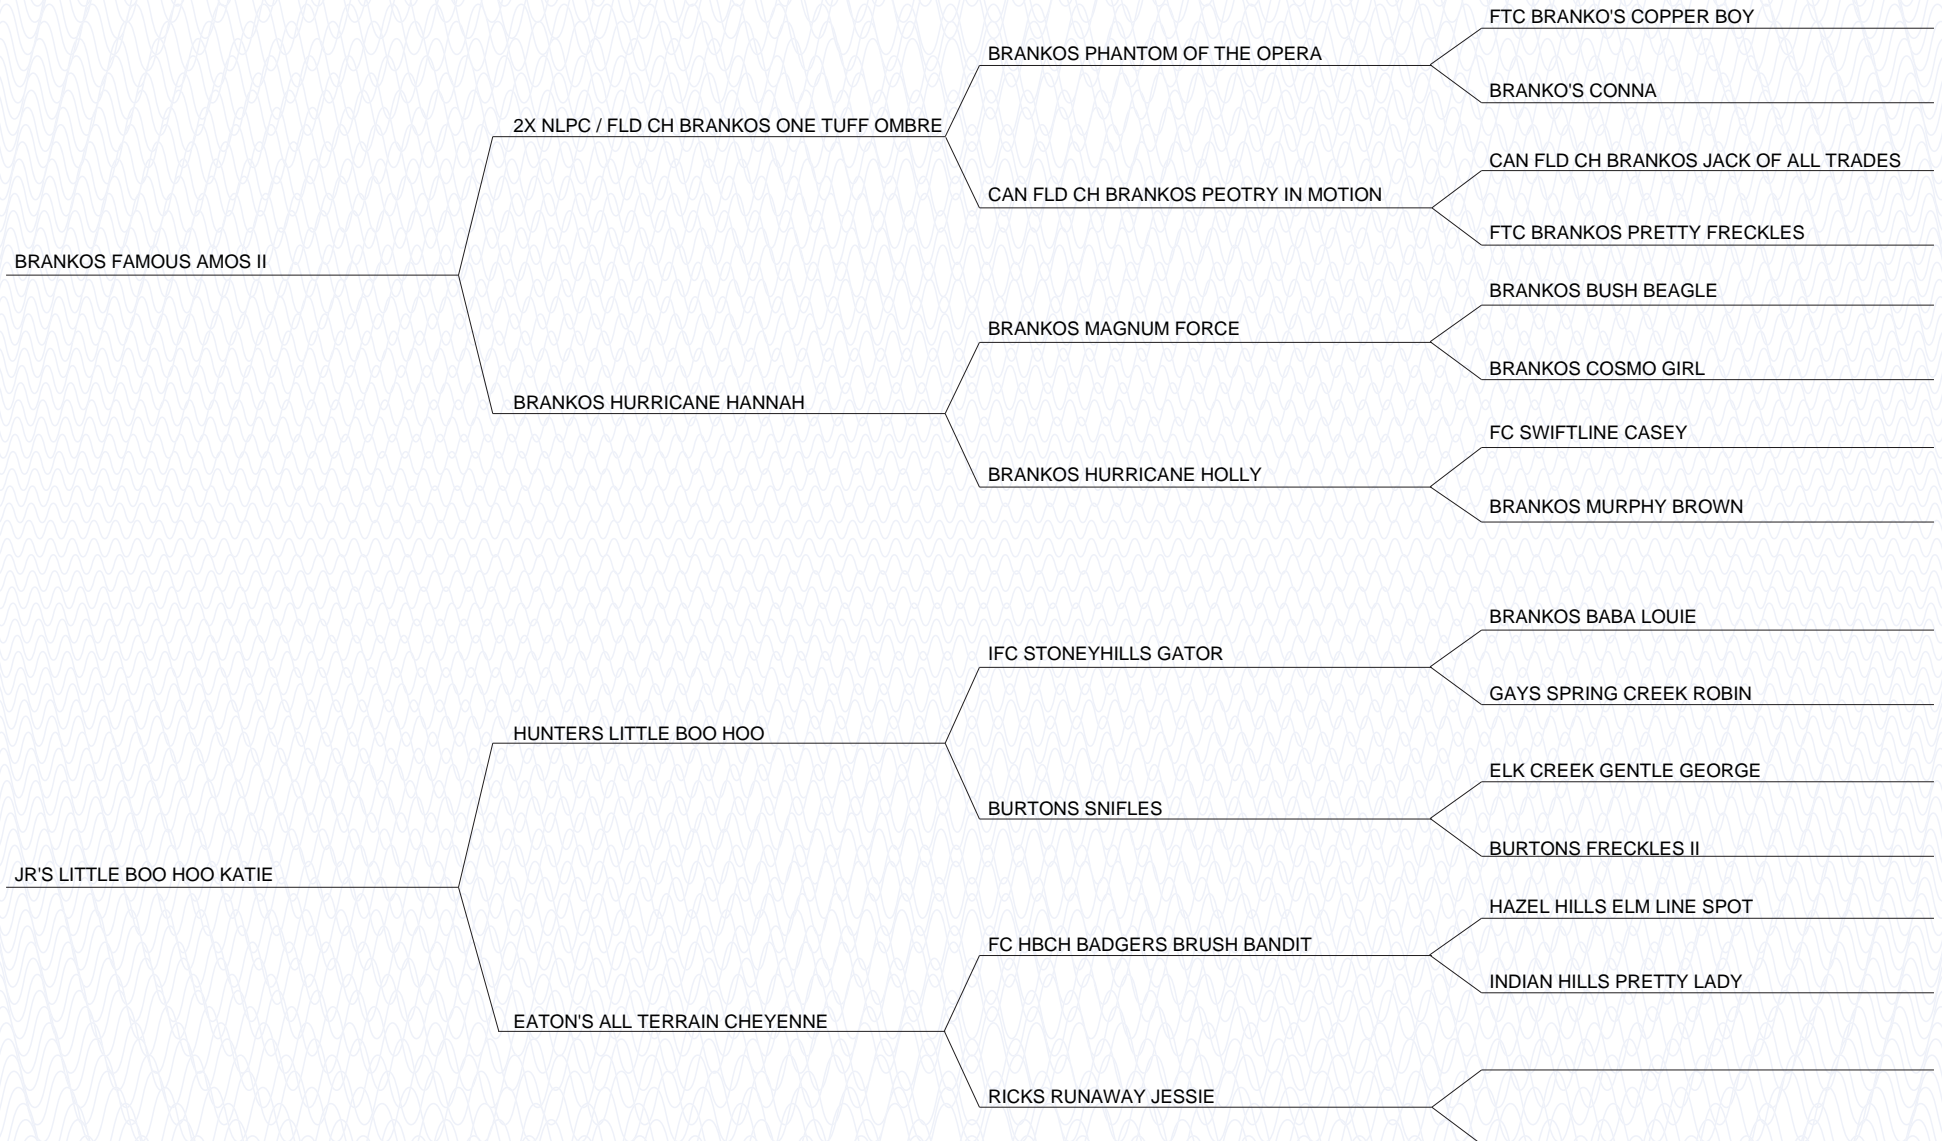 FTC BRANKO'S COPPER BOY
BRANKOS PHANTOM OF THE OPERA
BRANKO'S CONNA
2X NLPC / FLD CH BRANKOS ONE TUFF OMBRE
CAN FLD CH BRANKOS JACK OF ALL TRADES
CAN FLD CH BRANKOS PEOTRY IN MOTION
FTC BRANKOS PRETTY FRECKLES
BRANKOS FAMOUS AMOS II
BRANKOS BUSH BEAGLE
BRANKOS MAGNUM FORCE
BRANKOS COSMO GIRL
BRANKOS HURRICANE HANNAH
FC SWIFTLINE CASEY
BRANKOS HURRICANE HOLLY
BRANKOS MURPHY BROWN
BRANKOS BABA LOUIE
IFC STONEYHILLS GATOR
GAYS SPRING CREEK ROBIN
HUNTERS LITTLE BOO HOO
ELK CREEK GENTLE GEORGE
BURTONS SNIFLES
BURTONS FRECKLES II
JR'S LITTLE BOO HOO KATIE
HAZEL HILLS ELM LINE SPOT
FC HBCH BADGERS BRUSH BANDIT
INDIAN HILLS PRETTY LADY
EATON'S ALL TERRAIN CHEYENNE
RICKS RUNAWAY JESSIE